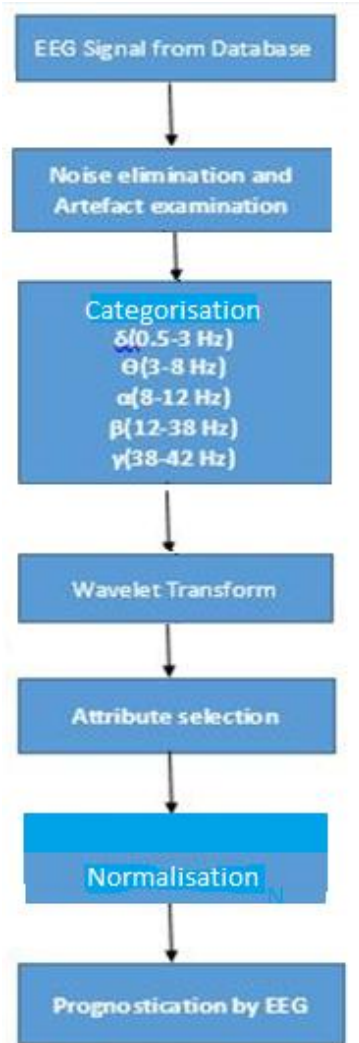 EEG Signal from Database
Noise elimination and
Artefact examination
Categorisation
δ(0.5-3 Hz)
Θ(3-8 Hz)
α(8-12 Hz)
β(12-38 Hz)
γ(38-42 Hz)
Wavelet Transform
Attribute selection
Normalisation
N
Prognostication by EEG